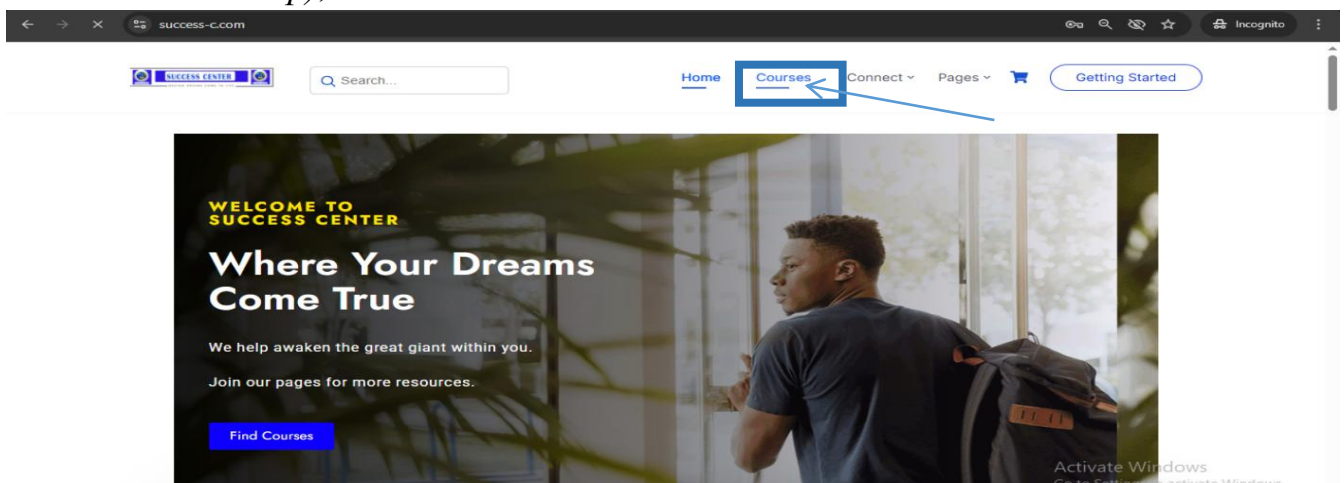 success-c.com
Incognito
SUCCESS CENTER
Search...
Home
Courses
Connect
Pages
Getting Started
WELCOME TO
SUCCESS CENTER
Where Your Dreams
Come True
We help awaken the great giant within you.
Join our pages for more resources.
Find Courses
Activate Windows